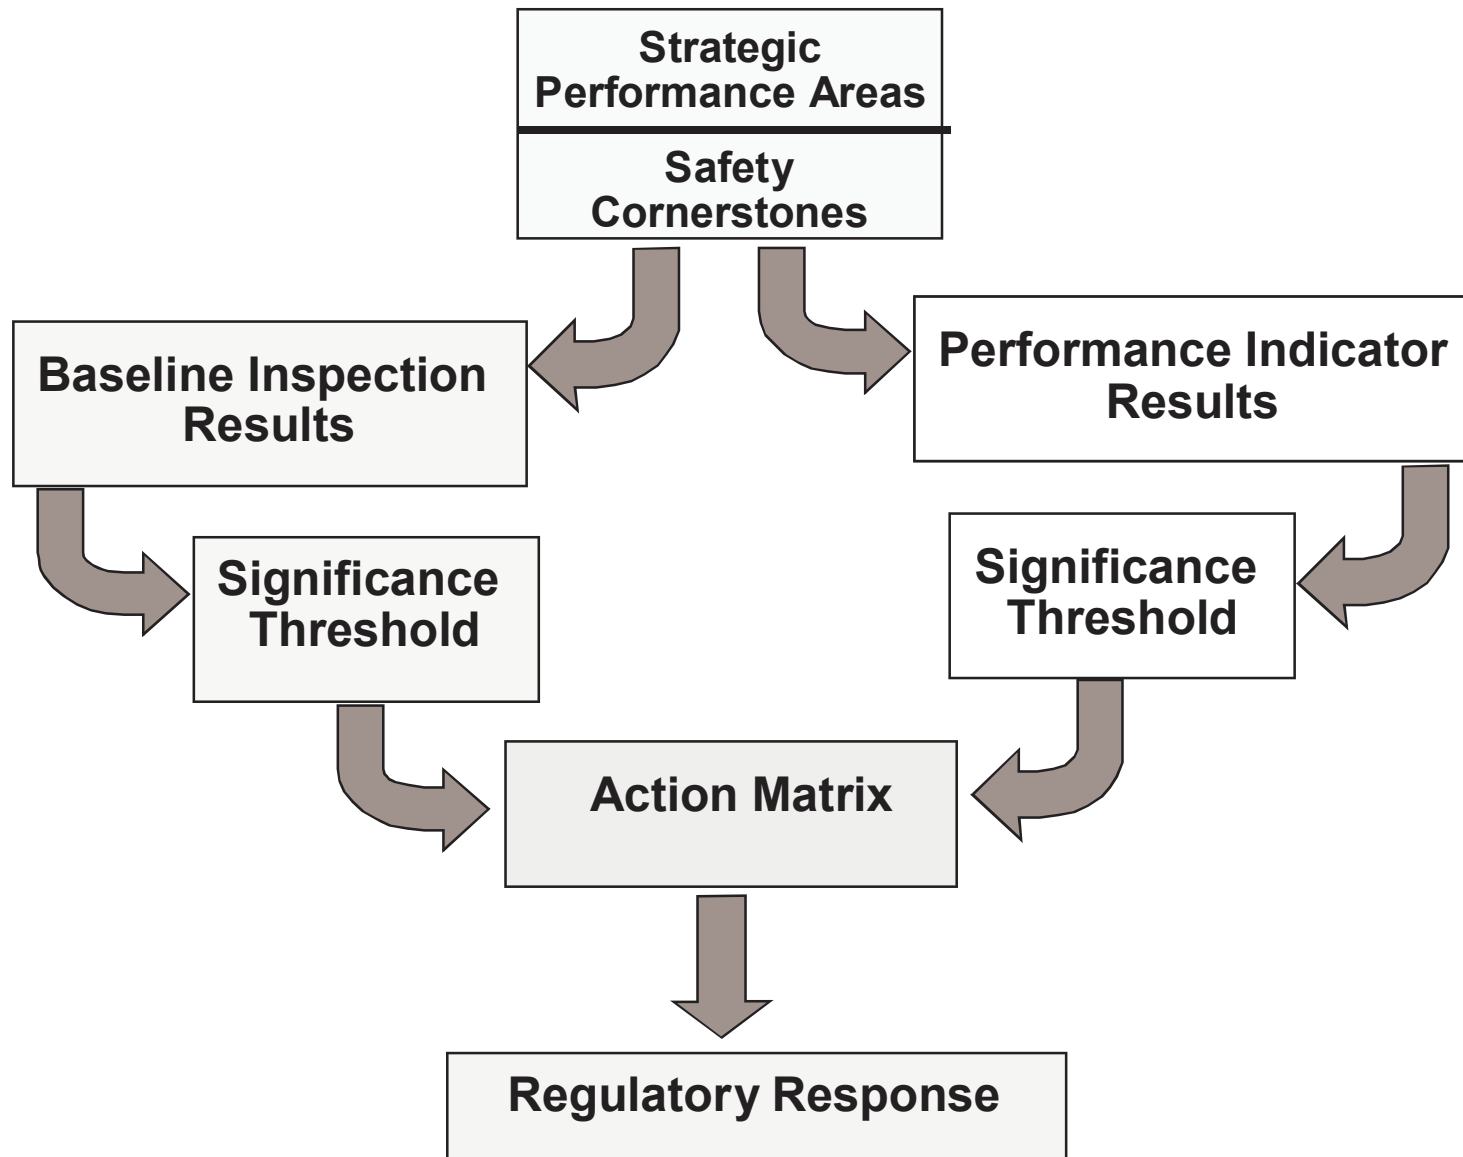 Strategic
Performance Areas
Safety
Cornerstones
Baseline Inspection
Results
Performance Indicator
Results
Significance
Threshold
Significance
Threshold
Action Matrix
Regulatory Response